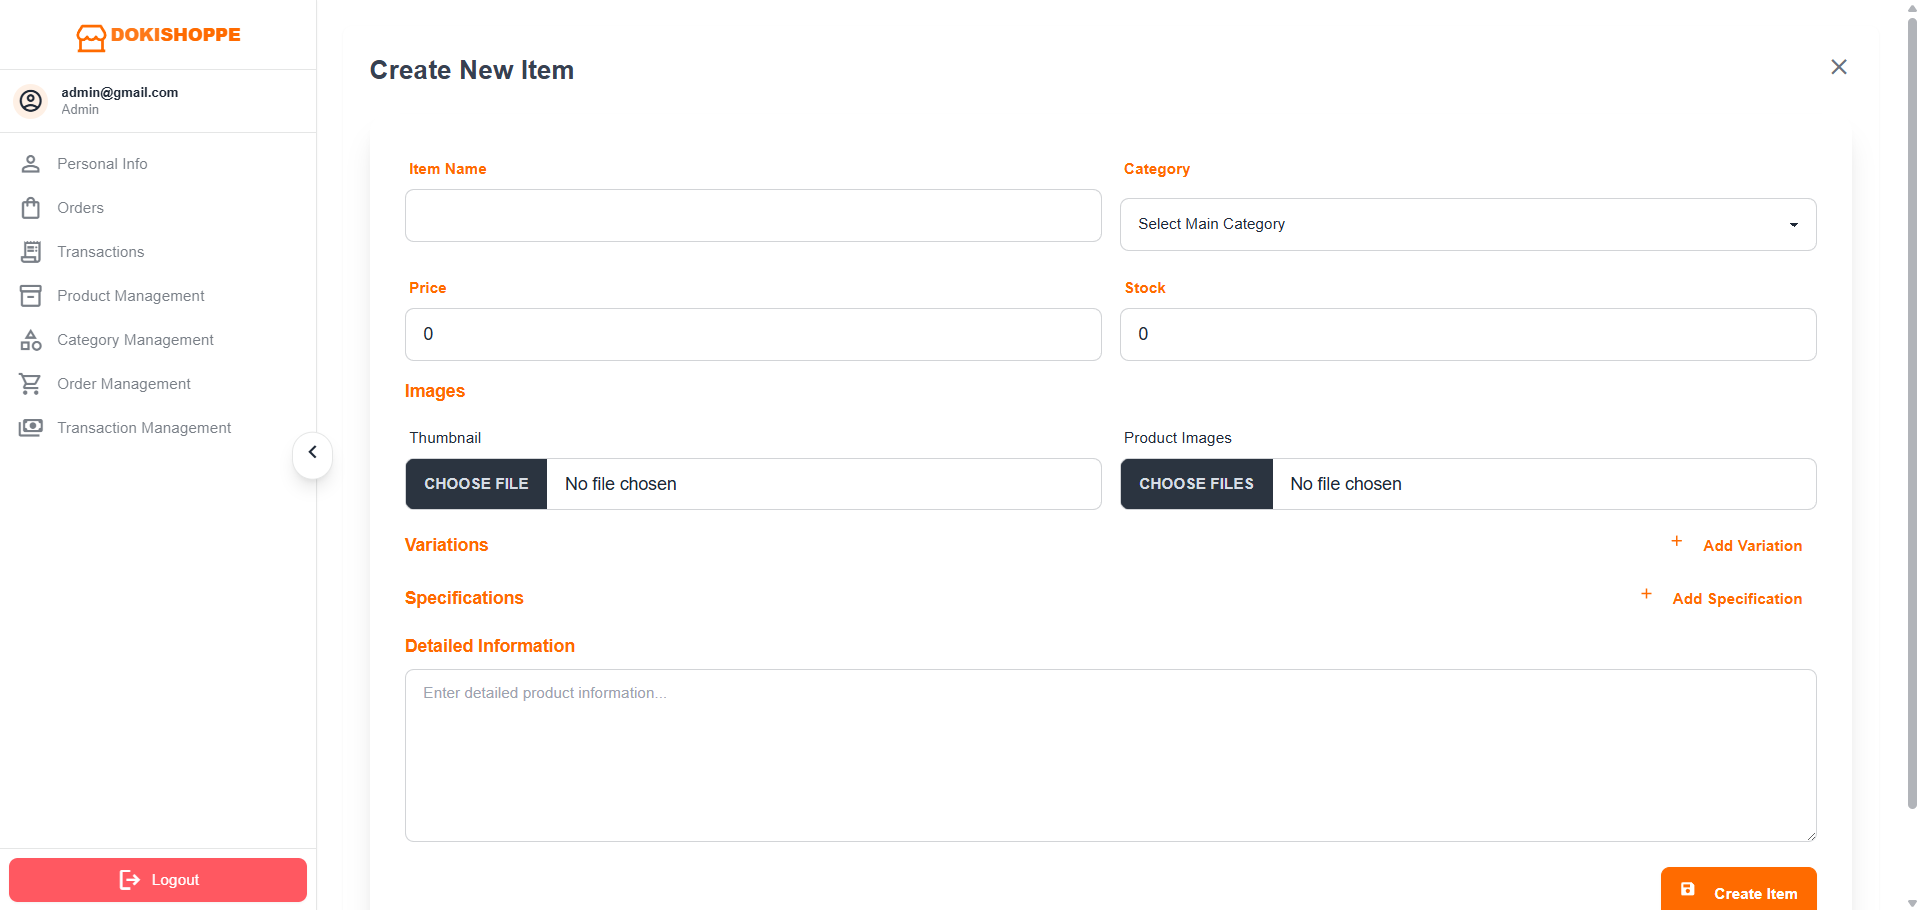 DOKISHOPPE
admin@gmail.com
Admin
Personal Info
Orders
Transactions
Product Management
Category Management
Order Management
Transaction Management
Logout
Create New Item
Item Name
Category
Select Main Category
Price
Stock
0
0
Images
Thumbnail
Product Images
CHOOSE FILE No file chosen
CHOOSE FILES No file chosen
Variations
+ Add Variation
Specifications
+ Add Specification
Detailed Information
Enter detailed product information...
Create Item